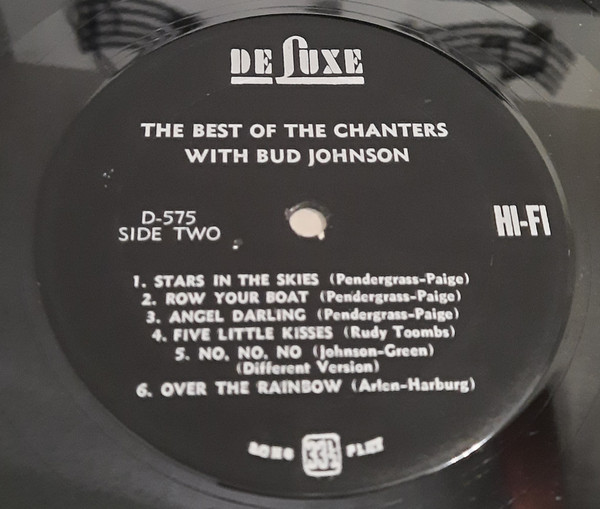 DE LUXE
THE BEST OF THE CHANTERS
WITH BUD JOHNSON
D-575
SIDE TWO
HI-FI
1. STARS IN THE SKIES (Pendergrass-Paige)
2. ROW YOUR BOAT (Pendergrass-Paige)
3. ANGEL DARLING (Pendergrass-Paige)
4. FIVE LITTLE KISSES (Rudy Toombs)
5. NO, NO, NO (Johnson-Green)
(Different Version)
6. OVER THE RAINBOW (Arlen-Harburg)
LONG 33⅓ PLAY